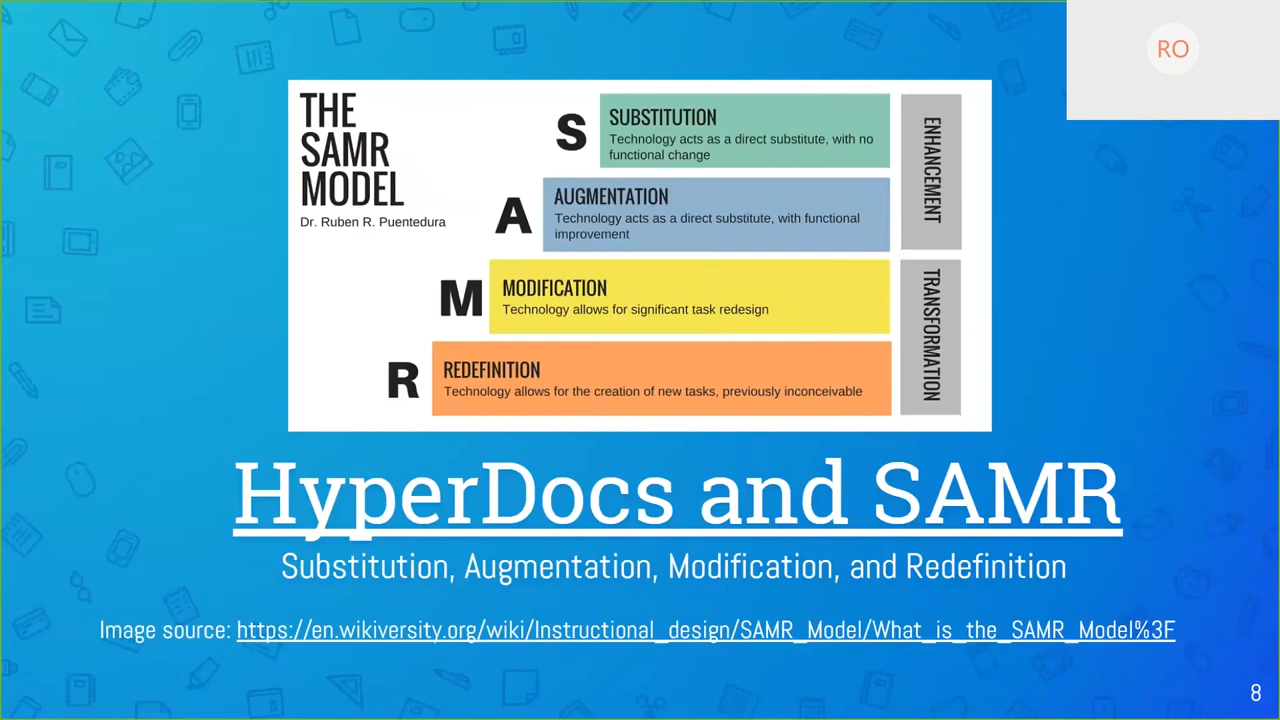 RO
THE
SAMR
MODEL
Dr. Ruben R. Puentedura
S
SUBSTITUTION
Technology acts as a direct substitute, with no
functional change
A
AUGMENTATION
Technology acts as a direct substitute, with functional
improvement
ENHANCEMENT
M
MODIFICATION
Technology allows for significant task redesign
R
REDEFINITION
Technology allows for the creation of new tasks, previously inconceivable
TRANSFORMATION
HyperDocs and SAMR
Substitution, Augmentation, Modification, and Redefinition
Image source: https://en.wikiversity.org/wiki/Instructional_design/SAMR_Model/What_is_the_SAMR_Model%3F
8